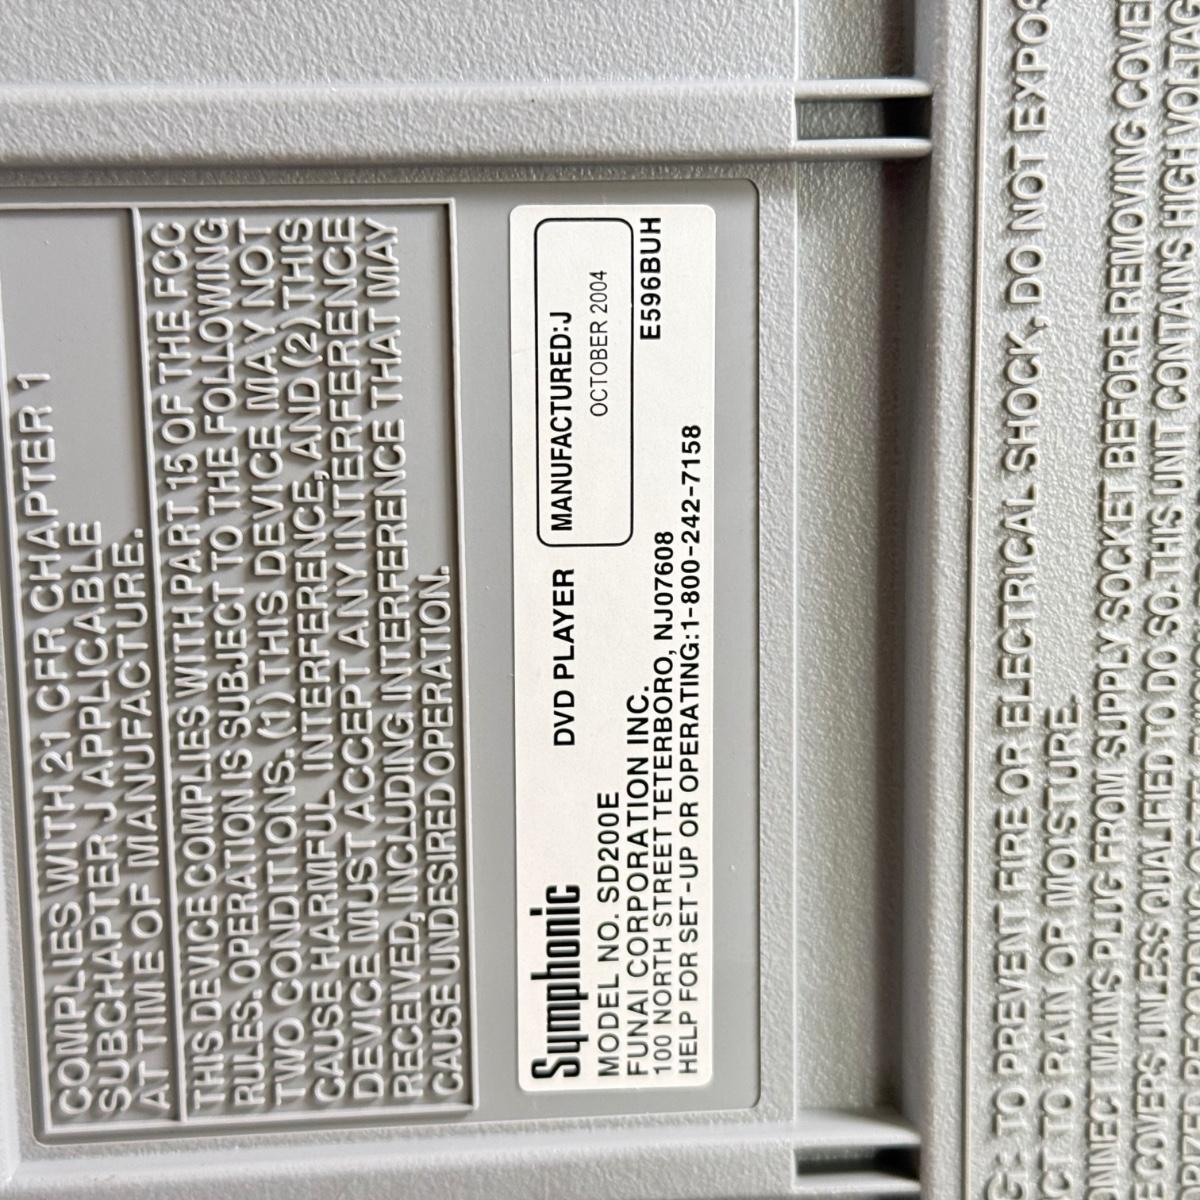 COMPLIES WITH 21 CFR CHAPTER 1
SUBCHAPTER J APPLICABLE
AT TIME OF MANUFACTURE.
THIS DEVICE COMPLIES WITH PART 15 OF THE FCC
RULES. OPERATION IS SUBJECT TO THE FOLLOWING
TWO CONDITIONS. (1) THIS DEVICE MAY NOT
CAUSE HARMFUL INTERFERENCE, AND (2) THIS
DEVICE MUST ACCEPT ANY INTERFERENCE
RECEIVED, INCLUDING INTERFERENCE THAT MAY
CAUSE UNDESIRED OPERATION.
Symphonic DVD PLAYER MANUFACTURED:J
MODEL NO. SD200E OCTOBER 2004
FUNAI CORPORATION INC.
100 NORTH STREET TETERBORO, NJ07608 E596BUH
HELP FOR SET-UP OR OPERATING:1-800-242-7158
G: TO PREVENT FIRE OR ELECTRICAL SHOCK, DO NOT EXPOS
CT TO RAIN OR MOISTURE.
ONNECT MAINS PLUG FROM SUPPLY SOCKET BEFORE REMOVING COVE
ECOVERS UNLESS QUALIFIED TO DO SO. THIS UNIT CONTAINS HIGH VOLTAG